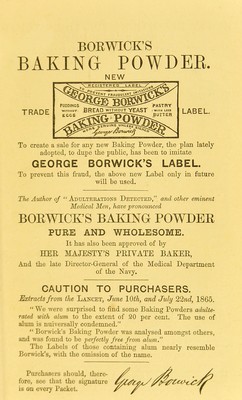 BORWICK'S
BAKING POWDER.
NEW
REGISTERED LABEL
TO PREVENT FRAUDULENT IMITATIONS
GEORGE BORWICK'S
PUDDINGS WITHOUT EGGS
BREAD WITHOUT YEAST
PASTRY WITH LESS BUTTER
BAKING POWDER
George Borwick
TRADE
LABEL.
To create a sale for any new Baking Powder, the plan lately
adopted, to dupe the public, has been to imitate
GEORGE BORWICK'S LABEL.
To prevent this fraud, the above new Label only in future
will be used.
The Author of "ADULTERATIONS DETECTED," and other eminent
Medical Men, have pronounced
BORWICK'S BAKING POWDER
PURE AND WHOLESOME.
It has also been approved of by
HER MAJESTY'S PRIVATE BAKER,
And the late Director-General of the Medical Department
of the Navy.
CAUTION TO PURCHASERS.
Extracts from the LANCET, June 10th, and July 22nd, 1865.
"We were surprised to find some Baking Powders adulte-
rated with alum to the extent of 20 per cent. The use of
alum is universally condemned."
"Borwick's Baking Powder was analysed amongst others,
and was found to be perfectly free from alum."
The Labels of those containing alum nearly resemble
Borwick's, with the omission of the name.
Purchasers should, there-
fore, see that the signature
is on every Packet.
George Borwick